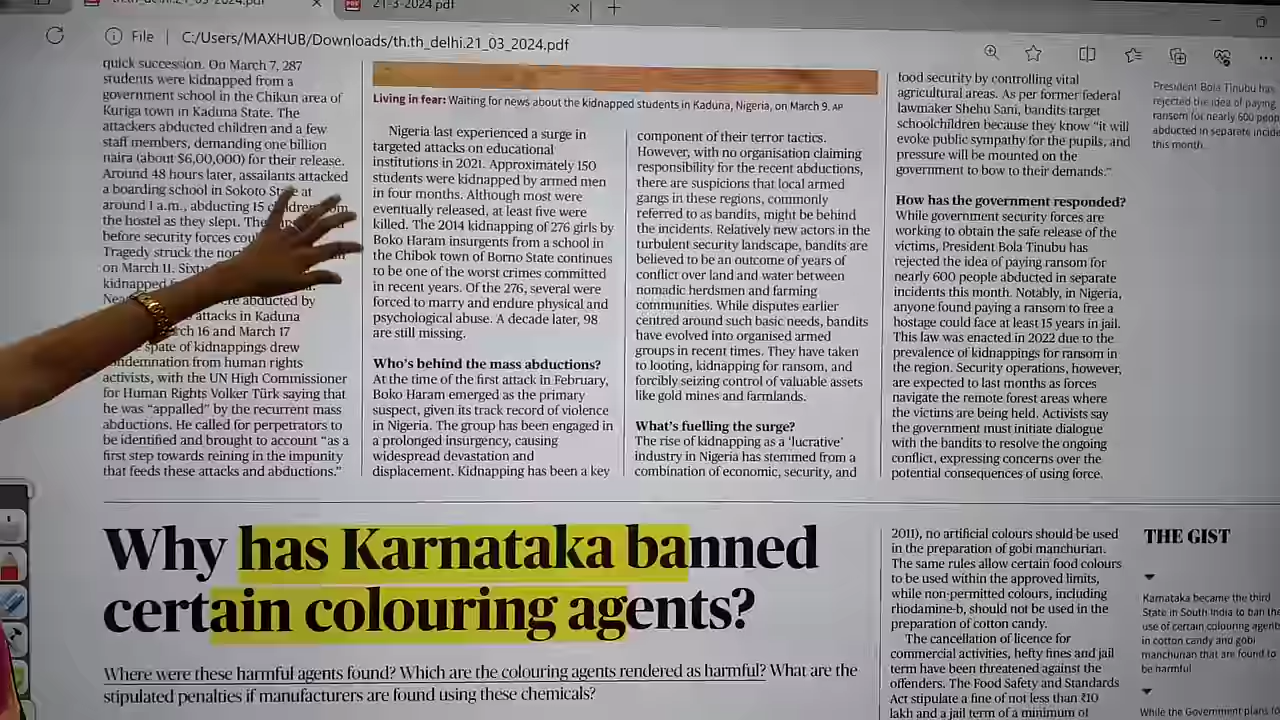 th.th_delhi.21_03_2024.pdf
21-3-2024 pdf
File
C:/Users/MAXHUB/Downloads/th.th_delhi.21_03_2024.pdf
quick succession. On March 7, 287
students were kidnapped from a
government school in the Chikun area of
Kuriga town in Kaduna State. The
attackers abducted children and a few
staff members, demanding one billion
naira (about $6,00,000) for their release.
Around 48 hours later, assailants attacked
a boarding school in Sokoto State at
around 1 a.m., abducting 15 children from
the hostel as they slept. The
before security forces
Tragedy struck the
on March 11.
kidnapped
were abducted by
attacks in Kaduna
16 and March 17
spate of kidnappings drew
condemnation from human rights
activists, with the UN High Commissioner
for Human Rights Volker Türk saying that
he was “appalled” by the recurrent mass
abductions. He called for perpetrators to
be identified and brought to account “as a
first step towards reining in the impunity
that feeds these attacks and abductions.”
Living in fear: Waiting for news about the kidnapped students in Kaduna, Nigeria, on March 9. AP
Nigeria last experienced a surge in
targeted attacks on educational
institutions in 2021. Approximately 150
students were kidnapped by armed men
in four months. Although most were
eventually released, at least five were
killed. The 2014 kidnapping of 276 girls by
Boko Haram insurgents from a school in
the Chibok town of Borno State continues
to be one of the worst crimes committed
in recent years. Of the 276, several were
forced to marry and endure physical and
psychological abuse. A decade later, 98
are still missing.
Who’s behind the mass abductions?
At the time of the first attack in February,
Boko Haram emerged as the primary
suspect, given its track record of violence
in Nigeria. The group has been engaged in
a prolonged insurgency, causing
widespread devastation and
displacement. Kidnapping has been a key
component of their terror tactics.
However, with no organisation claiming
responsibility for the recent abductions,
there are suspicions that local armed
gangs in these regions, commonly
referred to as bandits, might be behind
the incidents. Relatively new actors in the
turbulent security landscape, bandits are
believed to be an outcome of years of
conflict over land and water between
nomadic herdsmen and farming
communities. While disputes earlier
centred around such basic needs, bandits
have evolved into organised armed
groups in recent times. They have taken
to looting, kidnapping for ransom, and
forcibly seizing control of valuable assets
like gold mines and farmlands.
What’s fuelling the surge?
The rise of kidnapping as a ‘lucrative’
industry in Nigeria has stemmed from a
combination of economic, security, and
food security by controlling vital
agricultural areas. As per former federal
lawmaker Shehu Sani, bandits target
schoolchildren because they know “it will
evoke public sympathy for the pupils, and
pressure will be mounted on the
government to bow to their demands.”
How has the government responded?
While government security forces are
working to obtain the safe release of the
victims, President Bola Tinubu has
rejected the idea of paying ransom for
nearly 600 people abducted in separate
incidents this month. Notably, in Nigeria,
anyone found paying a ransom to free a
hostage could face at least 15 years in jail.
This law was enacted in 2022 due to the
prevalence of kidnappings for ransom in
the region. Security operations, however,
are expected to last months as forces
navigate the remote forest areas where
the victims are being held. Activists say
the government must initiate dialogue
with the bandits to resolve the ongoing
conflict, expressing concerns over the
potential consequences of using force.
President Bola Tinubu has
rejected the idea of paying
ransom for nearly 600 peop
abducted in separate incide
this month.
Why has Karnataka banned
certain colouring agents?
Where were these harmful agents found? Which are the colouring agents rendered as harmful? What are the
stipulated penalties if manufacturers are found using these chemicals?
2011), no artificial colours should be used
in the preparation of gobi manchurian.
The same rules allow certain food colours
to be used within the approved limits,
while non-permitted colours, including
rhodamine-b, should not be used in the
preparation of cotton candy.
The cancellation of licence for
commercial activities, hefty fines and jail
term have been threatened against the
offenders. The Food Safety and Standards
Act stipulate a fine of not less than ₹10
lakh and a jail term of a minimum of
THE GIST
Karnataka became the third
State in South India to ban the
use of certain colouring agents
in cotton candy and gobi
manchurian that are found to
be harmful
While the Government plans fo